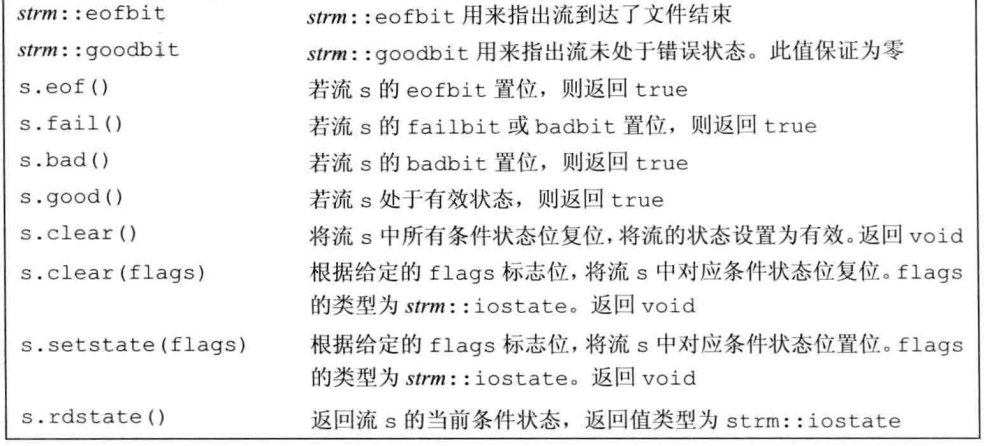 strm::eofbit strm::eofbit 用来指出流到达了文件结束
strm::goodbit strm::goodbit 用来指出流未处于错误状态。此值保证为零
s.eof() 若流 s 的 eofbit 置位，则返回 true
s.fail() 若流 s 的 failbit 或 badbit 置位，则返回 true
s.bad() 若流 s 的 badbit 置位，则返回 true
s.good() 若流 s 处于有效状态，则返回 true
s.clear() 将流 s 中所有条件状态位复位，将流的状态设置为有效。返回 void
s.clear(flags) 根据给定的 flags 标志位，将流 s 中对应条件状态位复位。flags
的类型为 strm::iostate。返回 void
s.setstate(flags) 根据给定的 flags 标志位，将流 s 中对应条件状态位置位。flags
的类型为 strm::iostate。返回 void
s.rdstate() 返回流 s 的当前条件状态，返回值类型为 strm::iostate